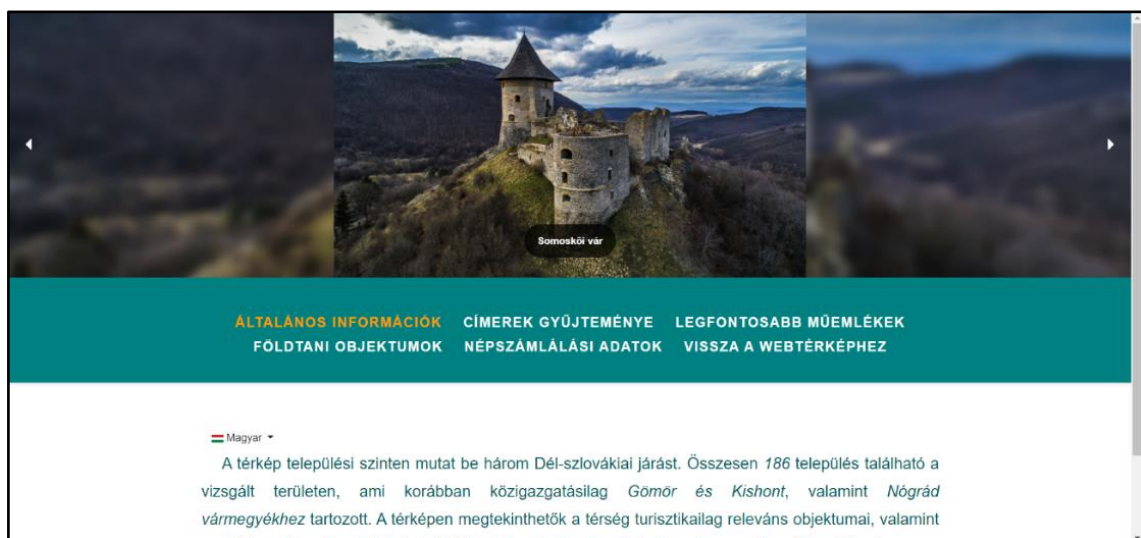 Somoskői vár
ÁLTALÁNOS INFORMÁCIÓK CÍMEREK GYŰJTEMÉNYE LEGFONTOSABB MŰEMLÉKEK
FÖLDTANI OBJEKTUMOK NÉPSZÁMLÁLÁSI ADATOK VISSZA A WEBTÉRKÉPHEZ
Magyar
A térkép települési szinten mutat be három Dél-szlovákiai járást. Összesen 186 település található a
vizsgált területen, ami korábban közigazgatásilag Gömör és Kishont, valamint Nógrád
vármegyékhez tartozott. A térképen megtekinthetők a térség turisztikailag releváns objektumai, valamint